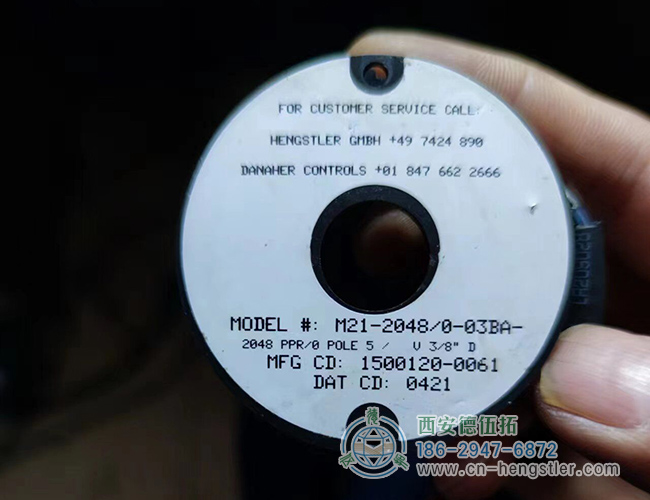 FOR CUSTOMER SERVICE CALL:
HENGSTLER GMBH +49 7424 890
DANAHER CONTROLS +01 847 662 2666
MODEL #: M21-2048/0-03BA-
2048 PPR/0 POLE 5 / V 3/8" D
MFG CD: 1500120-0061
DAT CD: 0421
德
西安德伍拓
186-2947-6872
www.cn-hengstler.com